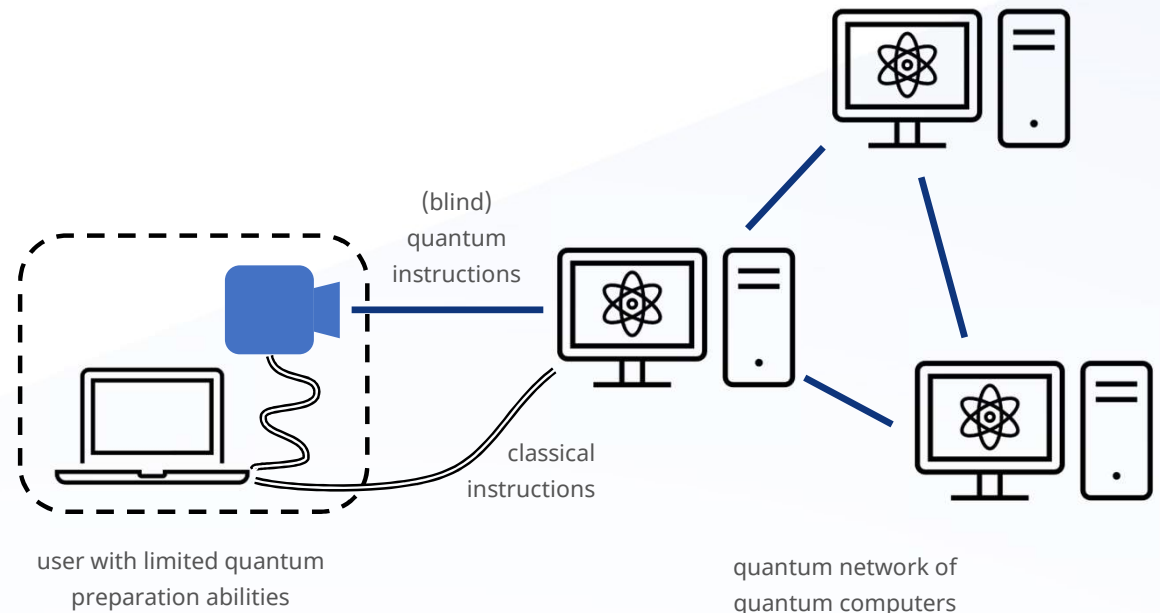 (blind)
quantum
instructions
classical
instructions
user with limited quantum
preparation abilities
quantum network of
quantum computers